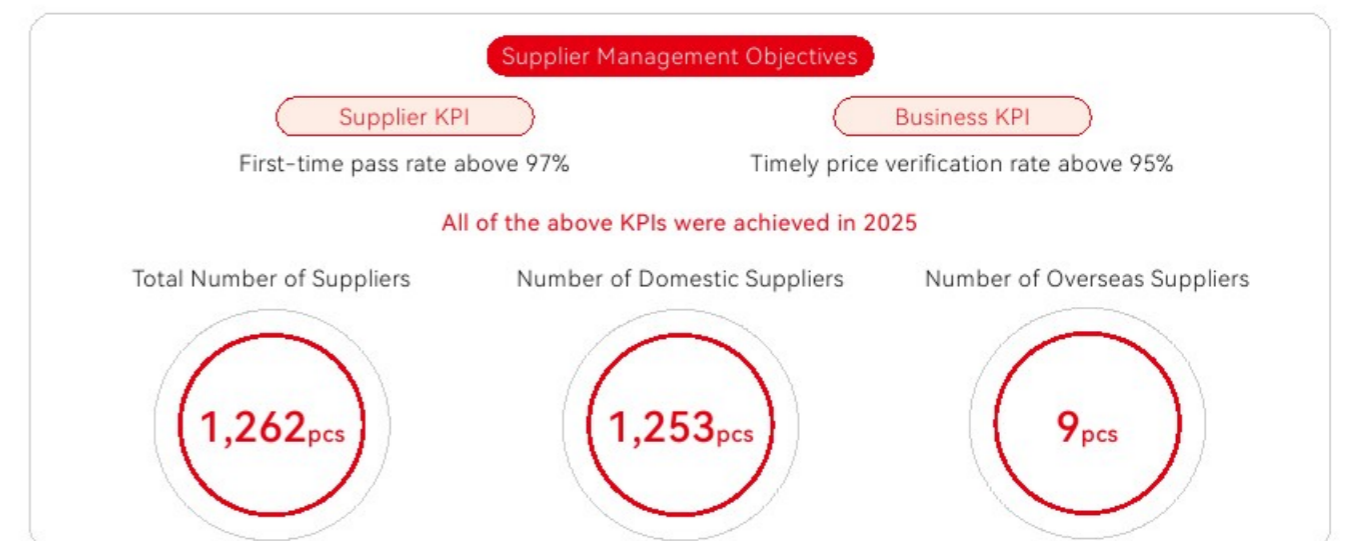 Supplier Management Objectives
Supplier KPI
Business KPI
First-time pass rate above 97%
Timely price verification rate above 95%
All of the above KPIs were achieved in 2025
Total Number of Suppliers
Number of Domestic Suppliers
Number of Overseas Suppliers
1,262pcs
1,253pcs
9pcs